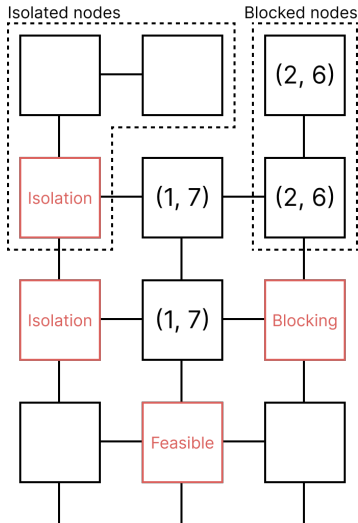 Isolated nodes
Blocked nodes
(2, 6)
Isolation
(1, 7)
(2, 6)
Isolation
(1, 7)
Blocking
Feasible